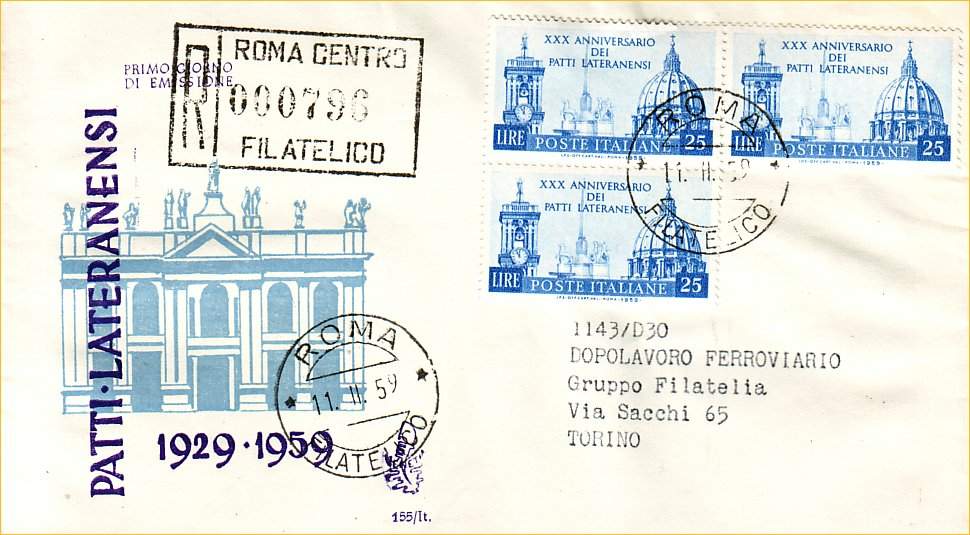 PRIMO GIORNO
DI EMISSIONE
R
ROMA CENTRO
000796
FILATELICO
PATTI·LATERANENSI
1929·1959
155/It.
ROMA
11. II. 59
FILATELICO
XXX ANNIVERSARIO
DEI
PATTI LATERANENSI
LIRE POSTE ITALIANE 25
XXX ANNIVERSARIO
DEI
PATTI LATERANENSI
LIRE POSTE ITALIANE 25
XXX ANNIVERSARIO
DEI
PATTI LATERANENSI
LIRE POSTE ITALIANE 25
ROMA
11. II. 59
FILATELICO
1143/D30
DOPOLAVORO FERROVIARIO
Gruppo Filatelia
Via Sacchi 65
TORINO